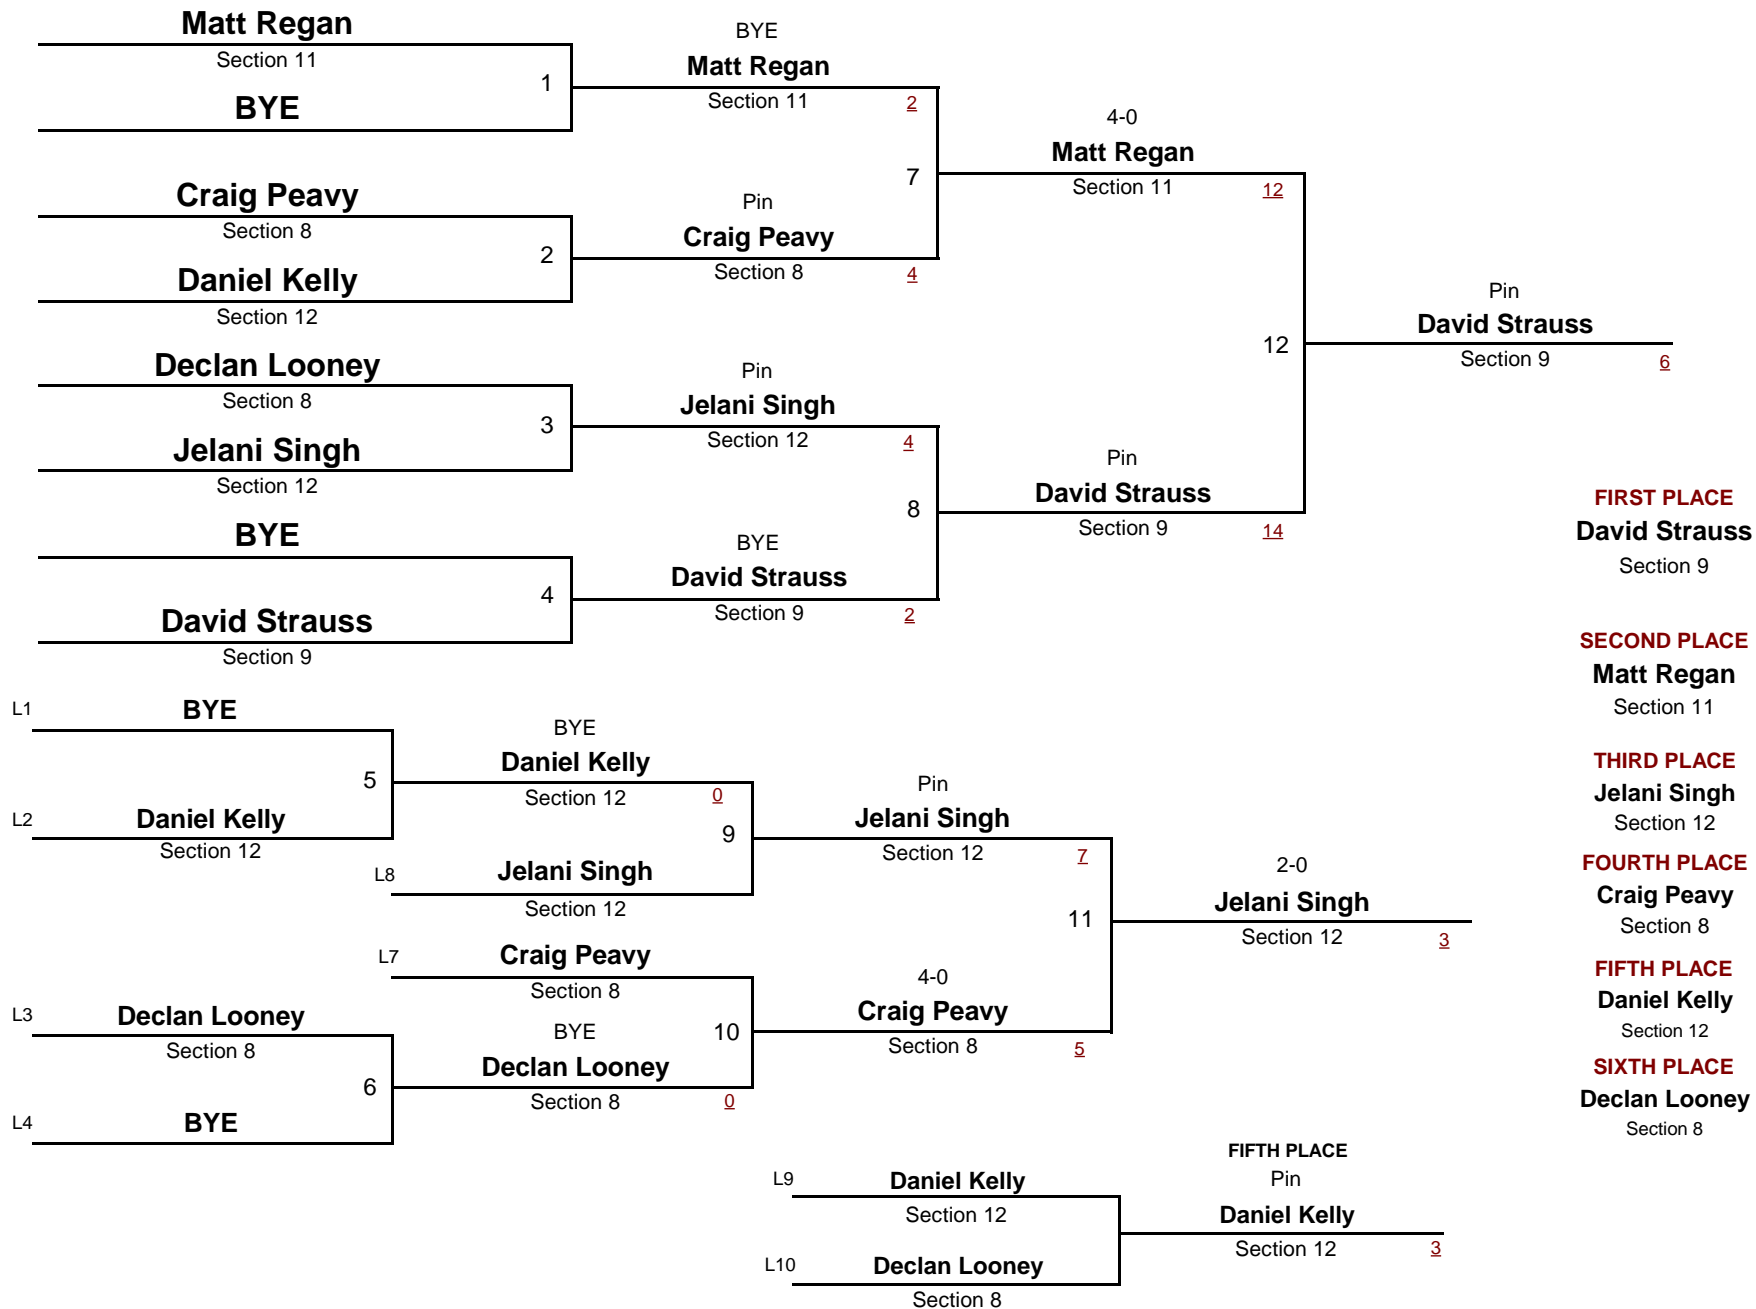 Matt Regan
Section 11
1
BYE
Craig Peavy
Section 8
2
Daniel Kelly
Section 12
Declan Looney
Section 8
3
Jelani Singh
Section 12
BYE
4
David Strauss
Section 9
BYE
Matt Regan
Section 11
2
7
Pin
Craig Peavy
Section 8
4
Pin
Jelani Singh
Section 12
4
8
BYE
David Strauss
Section 9
2
4-0
Matt Regan
Section 11
12
12
Pin
David Strauss
Section 9
14
Pin
David Strauss
Section 9
6
FIRST PLACE
David Strauss
Section 9
SECOND PLACE
Matt Regan
Section 11
THIRD PLACE
Jelani Singh
Section 12
FOURTH PLACE
Craig Peavy
Section 8
FIFTH PLACE
Daniel Kelly
Section 12
SIXTH PLACE
Declan Looney
Section 8
L1
BYE
5
L2
Daniel Kelly
Section 12
BYE
Daniel Kelly
Section 12
0
9
L8
Jelani Singh
Section 12
L7
Craig Peavy
Section 8
L3
Declan Looney
Section 8
6
L4
BYE
BYE
10
Declan Looney
Section 8
0
Pin
Jelani Singh
Section 12
7
11
4-0
Craig Peavy
Section 8
5
2-0
Jelani Singh
Section 12
3
L9
Daniel Kelly
Section 12
L10
Declan Looney
Section 8
FIFTH PLACE
Pin
Daniel Kelly
Section 12
3